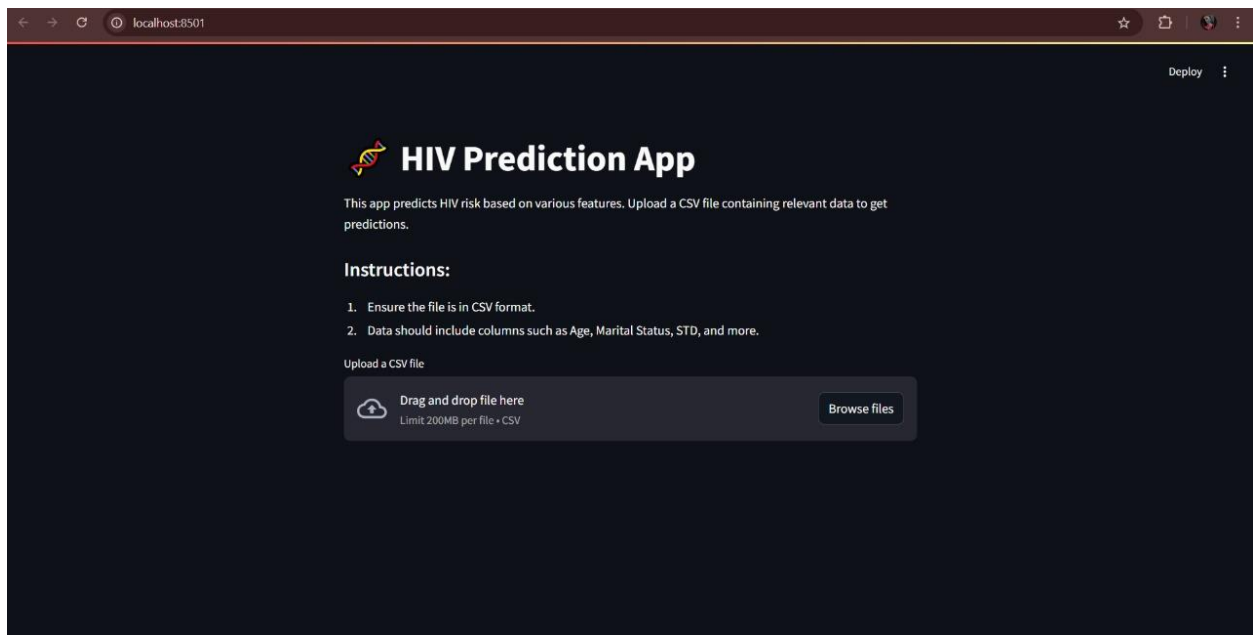 localhost:8501
Deploy
HIV Prediction App
This app predicts HIV risk based on various features. Upload a CSV file containing relevant data to get
predictions.
Instructions:
1. Ensure the file is in CSV format.
2. Data should include columns such as Age, Marital Status, STD, and more.
Upload a CSV file
Drag and drop file here
Limit 200MB per file • CSV
Browse files